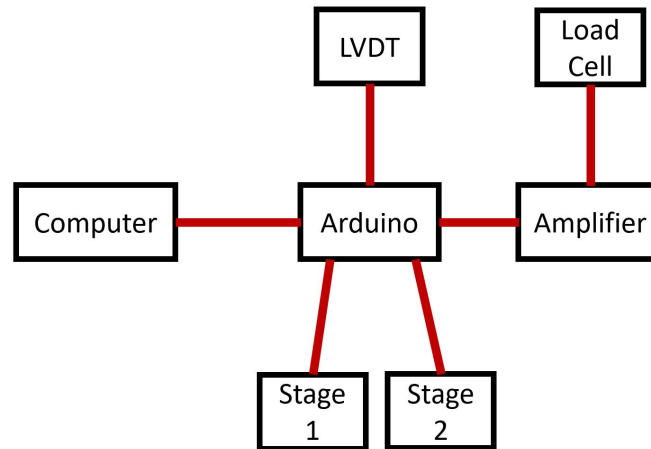 LVDT
Load
Cell
Computer
Arduino
Amplifier
Stage
1
Stage
2